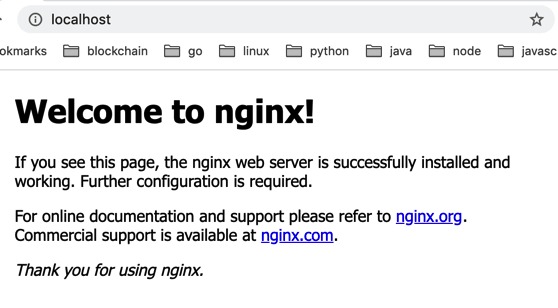 localhost
okmarks blockchain go linux python java node javasc
Welcome to nginx!
If you see this page, the nginx web server is successfully installed and
working. Further configuration is required.
For online documentation and support please refer to nginx.org.
Commercial support is available at nginx.com.
Thank you for using nginx.